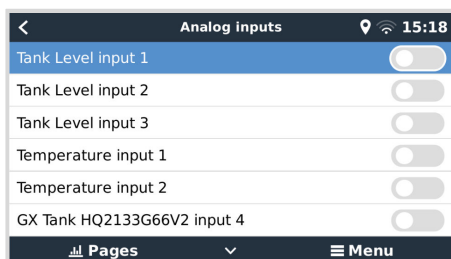 Analog inputs 15:18
Tank Level input 1
Tank Level input 2
Tank Level input 3
Temperature input 1
Temperature input 2
GX Tank HQ2133G66V2 input 4
Pages Menu